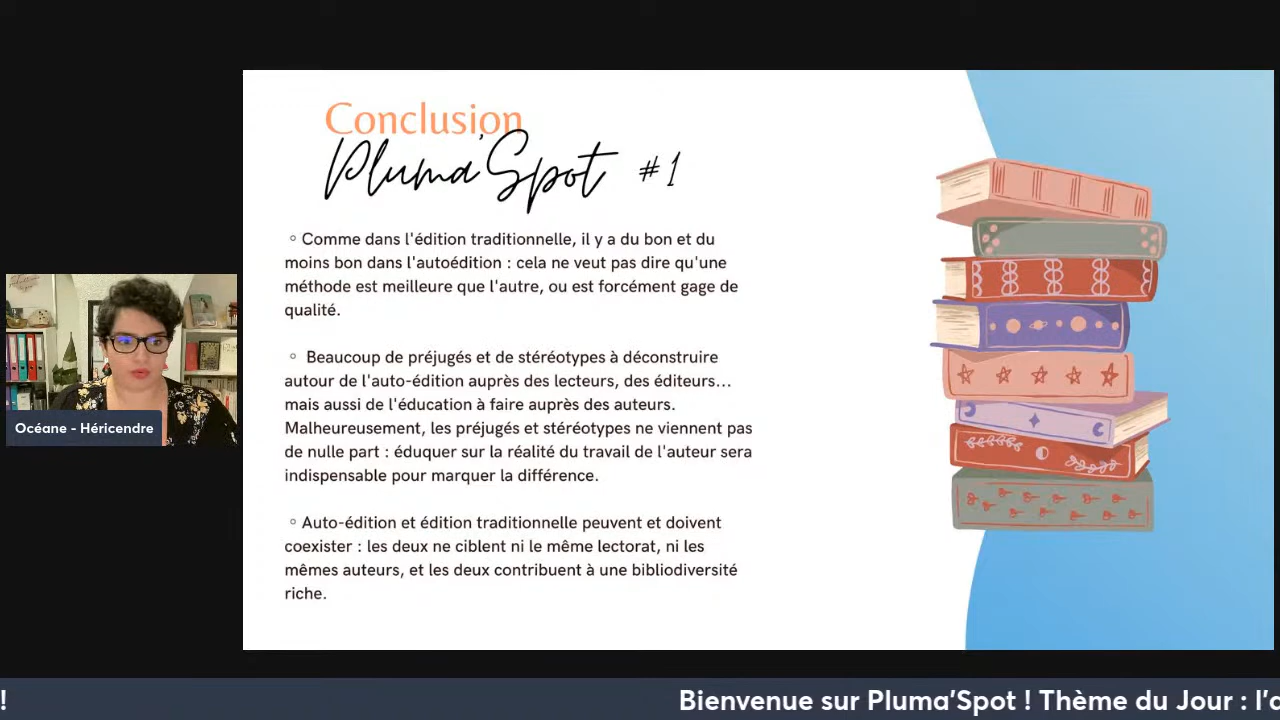 Conclusion
Pluma'Spot #1
◦ Comme dans l'édition traditionnelle, il y a du bon et du
moins bon dans l'autoédition : cela ne veut pas dire qu'une
méthode est meilleure que l'autre, ou est forcément gage de
qualité.
◦ Beaucoup de préjugés et de stéréotypes à déconstruire
autour de l'auto-édition auprès des lecteurs, des éditeurs...
mais aussi de l'éducation à faire auprès des auteurs.
Malheureusement, les préjugés et stéréotypes ne viennent pas
de nulle part : éduquer sur la réalité du travail de l'auteur sera
indispensable pour marquer la différence.
◦ Auto-édition et édition traditionnelle peuvent et doivent
coexister : les deux ne ciblent ni le même lectorat, ni les
mêmes auteurs, et les deux contribuent à une bibliodiversité
riche.
Océane - Héricendre
! Bienvenue sur Pluma'Spot ! Thème du Jour : l'